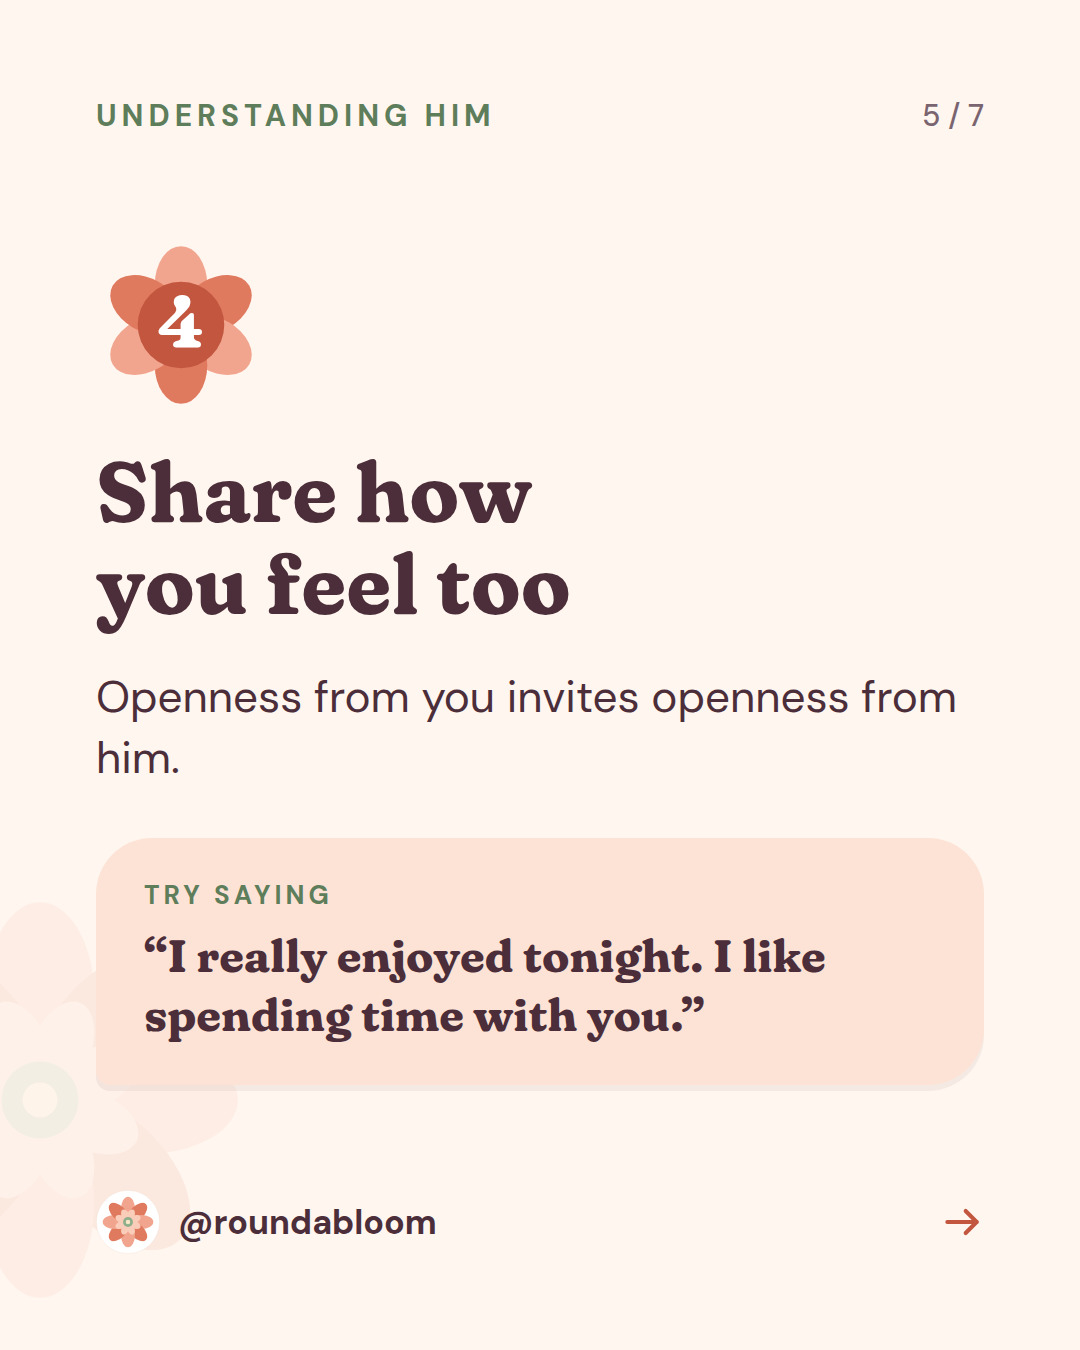 UNDERSTANDING HIM
5 / 7
4
Share how
you feel too
Openness from you invites openness from
him.
TRY SAYING
“I really enjoyed tonight. I like
spending time with you.”
@roundabloom
→